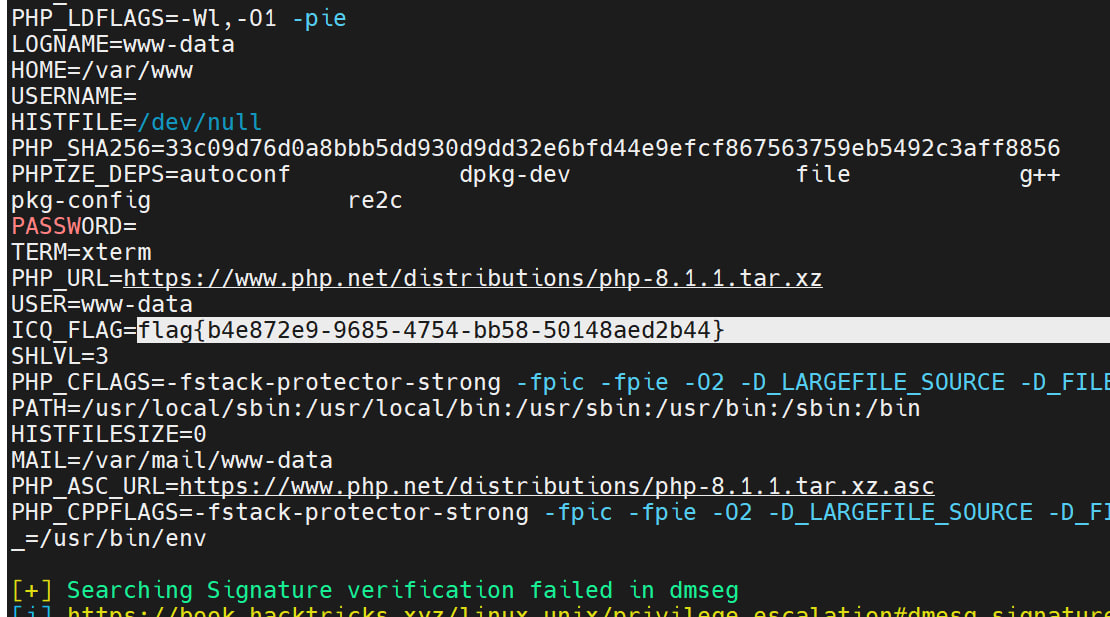 PHP_LDFLAGS=-Wl,-O1 -pie
LOGNAME=www-data
HOME=/var/www
USERNAME=
HISTFILE=/dev/null
PHP_SHA256=33c09d76d0a8bbb5dd930d9dd32e6bfd44e9efcf867563759eb5492c3aff8856
PHPIZE_DEPS=autoconf            dpkg-dev                file            g++
pkg-config              re2c
PASSWORD=
TERM=xterm
PHP_URL=https://www.php.net/distributions/php-8.1.1.tar.xz
USER=www-data
ICQ_FLAG=flag{b4e872e9-9685-4754-bb58-50148aed2b44}
SHLVL=3
PHP_CFLAGS=-fstack-protector-strong -fpic -fpie -O2 -D_LARGEFILE_SOURCE -D_FILE
PATH=/usr/local/sbin:/usr/local/bin:/usr/sbin:/usr/bin:/sbin:/bin
HISTFILESIZE=0
MAIL=/var/mail/www-data
PHP_ASC_URL=https://www.php.net/distributions/php-8.1.1.tar.xz.asc
PHP_CPPFLAGS=-fstack-protector-strong -fpic -fpie -O2 -D_LARGEFILE_SOURCE -D_FI
_=/usr/bin/env
[+] Searching Signature verification failed in dmseg
[i] https://book.hacktricks.xyz/linux-unix/privilege-escalation#dmesg-signature